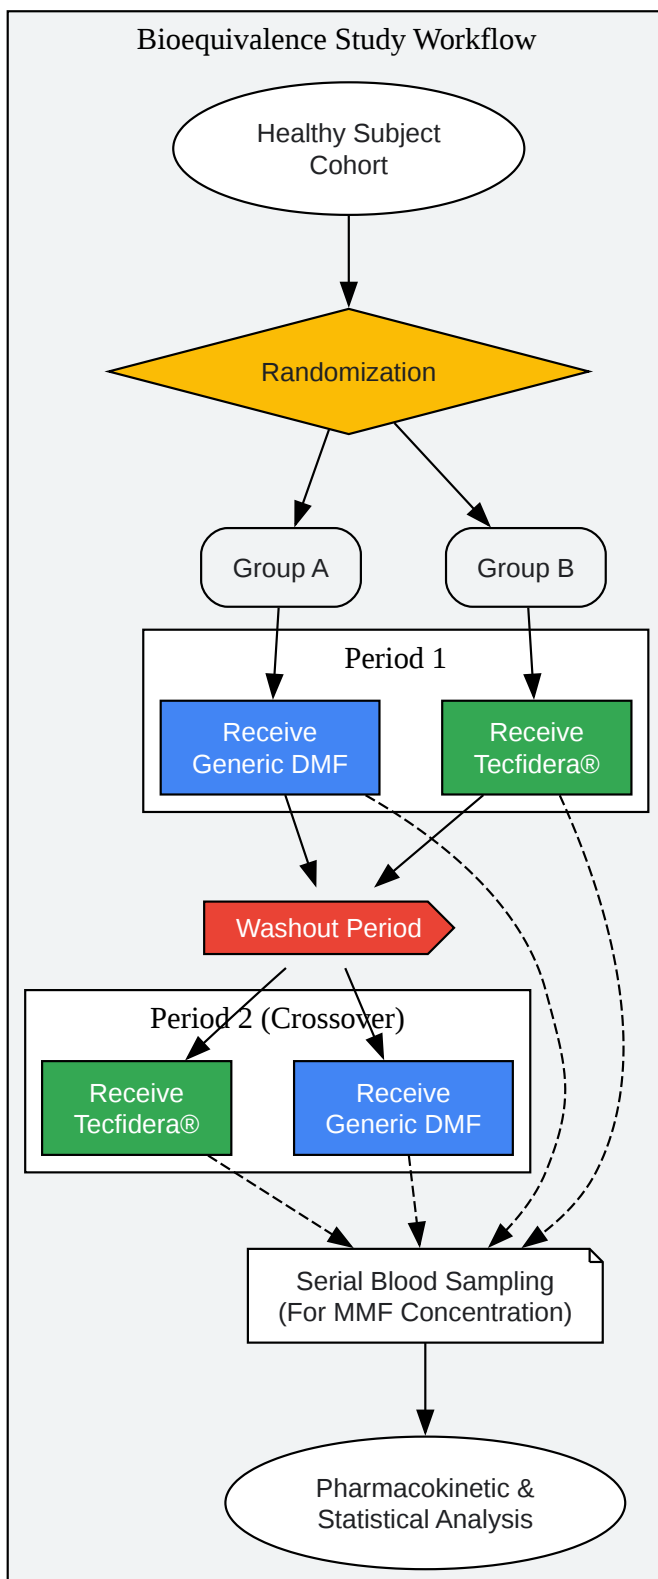 Bioequivalence Study Workflow
Healthy Subject
Cohort
Randomization
Group A
Group B
Period 1
Receive
Generic DMF
Receive
Tecfidera®
Washout Period
Period 2 (Crossover)
Receive
Tecfidera®
Receive
Generic DMF
Serial Blood Sampling
(For MMF Concentration)
Pharmacokinetic &
Statistical Analysis